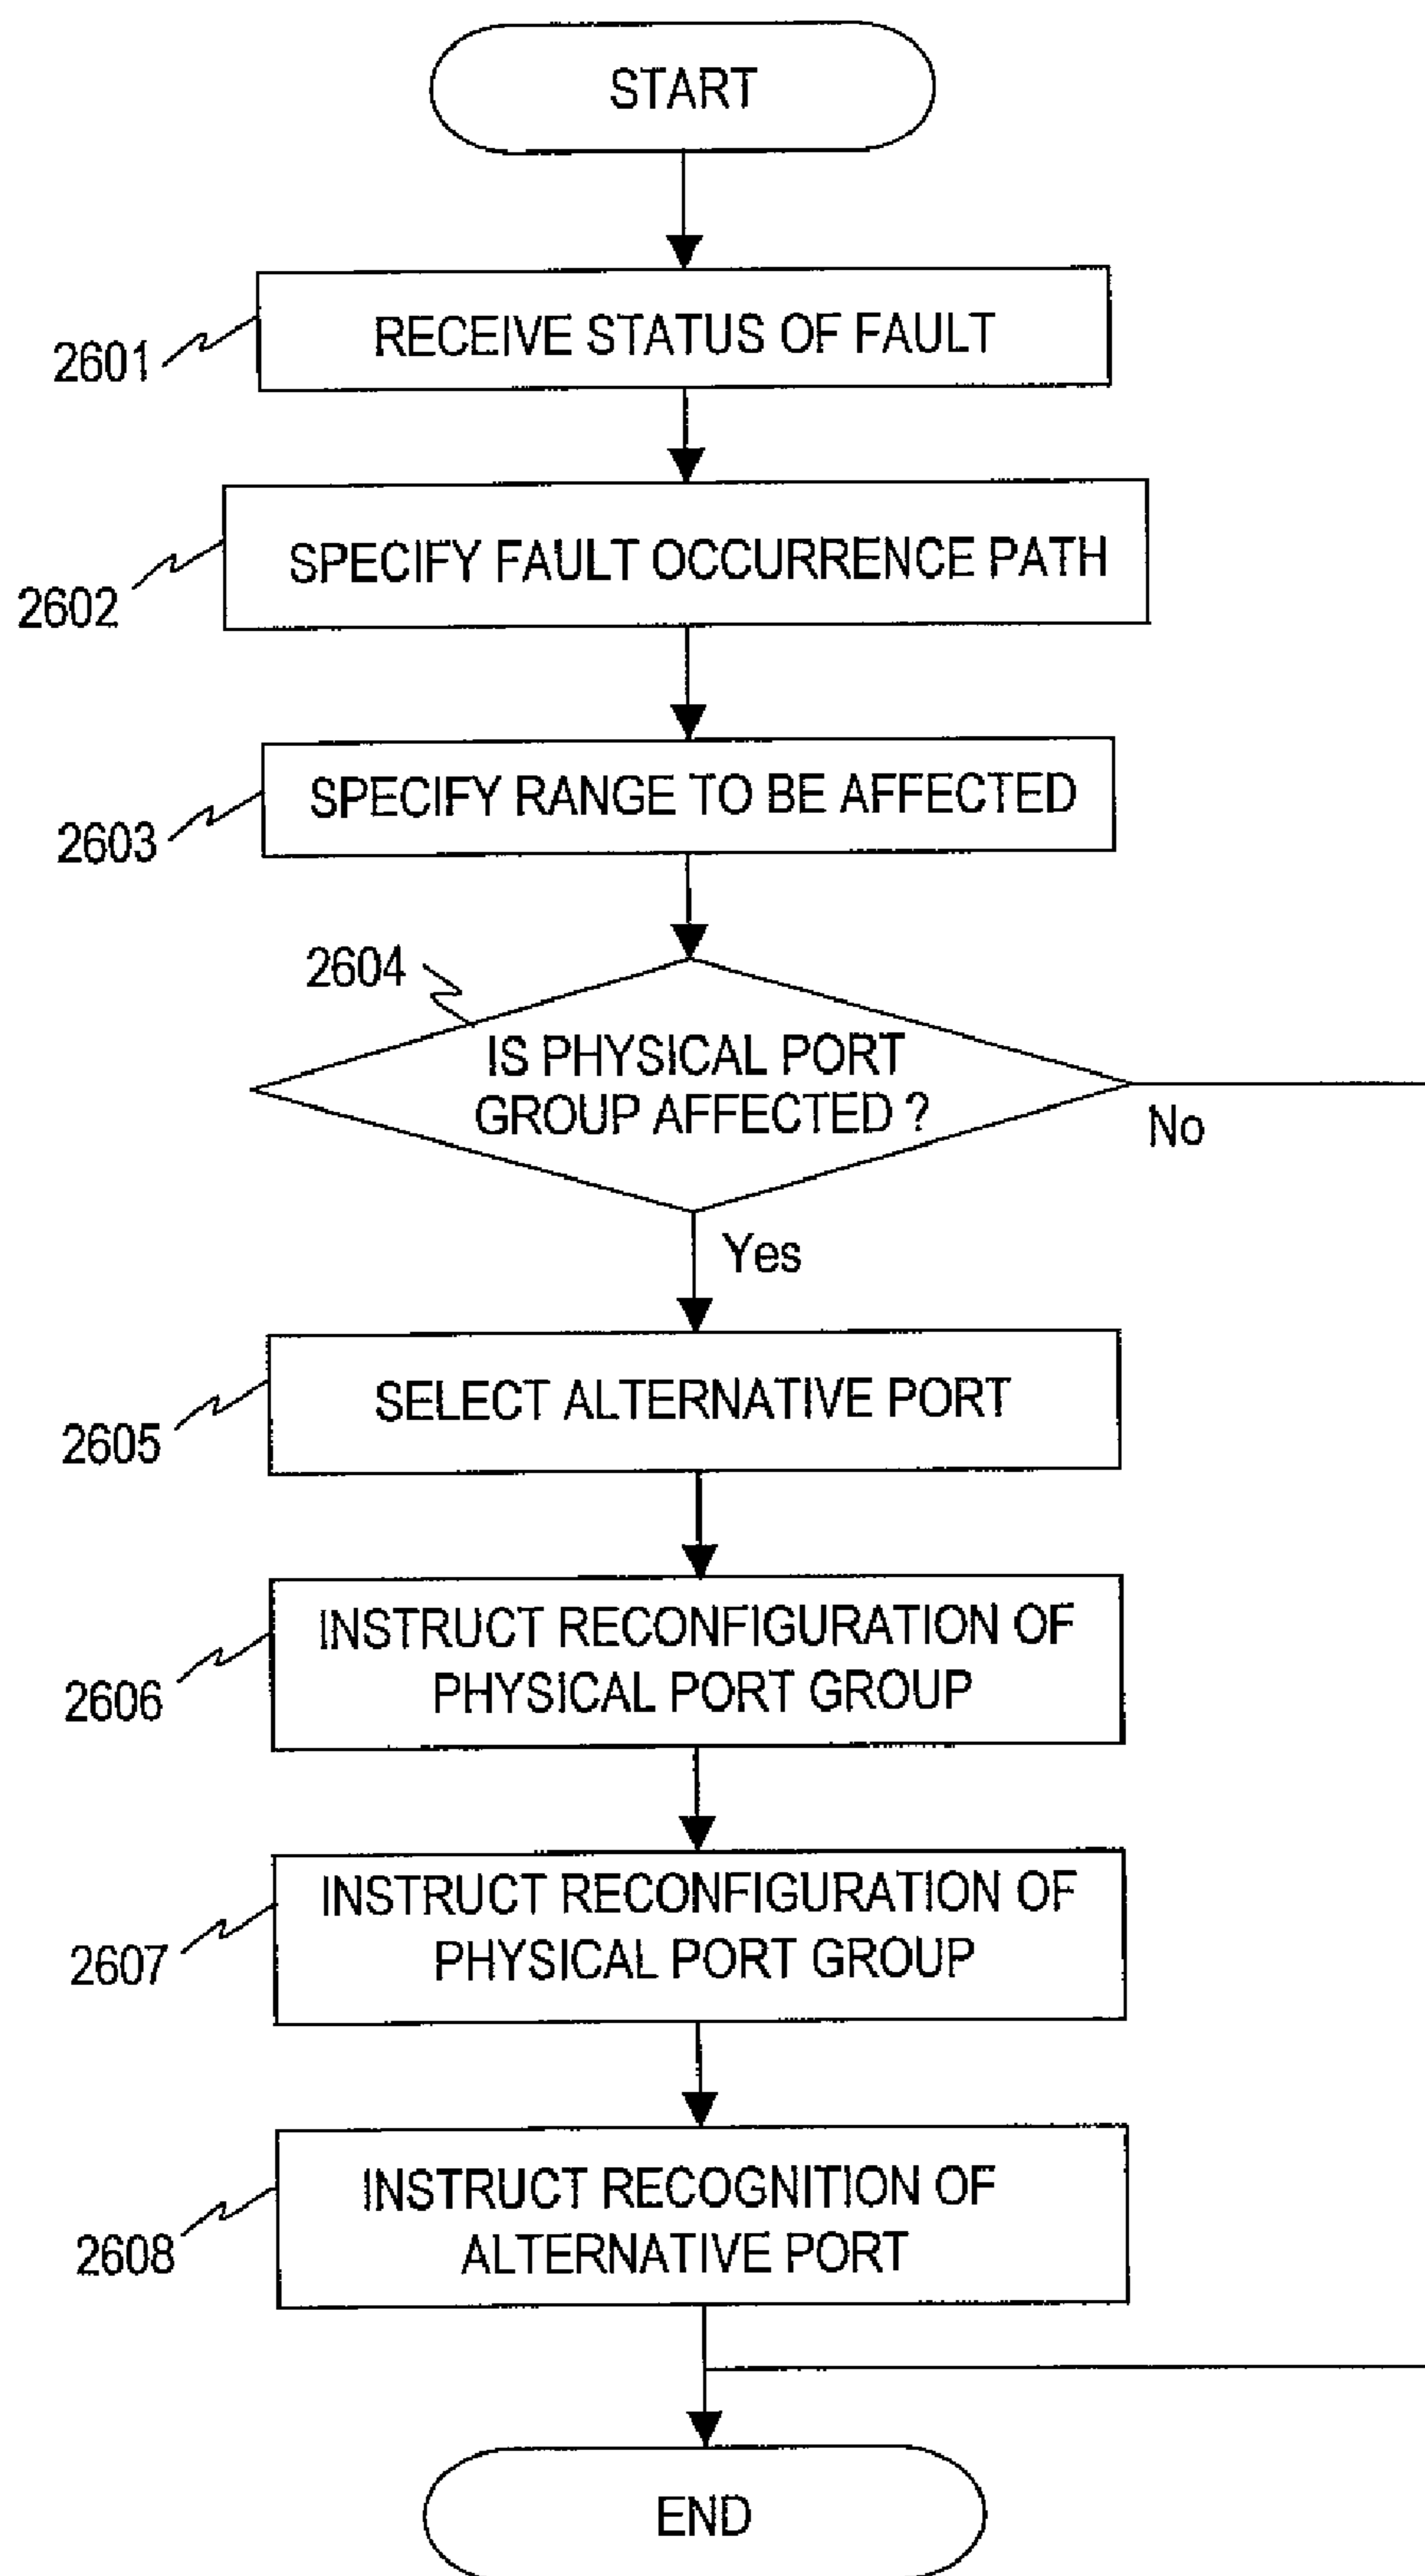 START
2601
RECEIVE STATUS OF FAULT
2602
SPECIFY FAULT OCCURRENCE PATH
2603
SPECIFY RANGE TO BE AFFECTED
2604
IS PHYSICAL PORT
GROUP AFFECTED ?
No
Yes
2605
SELECT ALTERNATIVE PORT
2606
INSTRUCT RECONFIGURATION OF
PHYSICAL PORT GROUP
2607
INSTRUCT RECONFIGURATION OF
PHYSICAL PORT GROUP
2608
INSTRUCT RECOGNITION OF
ALTERNATIVE PORT
END